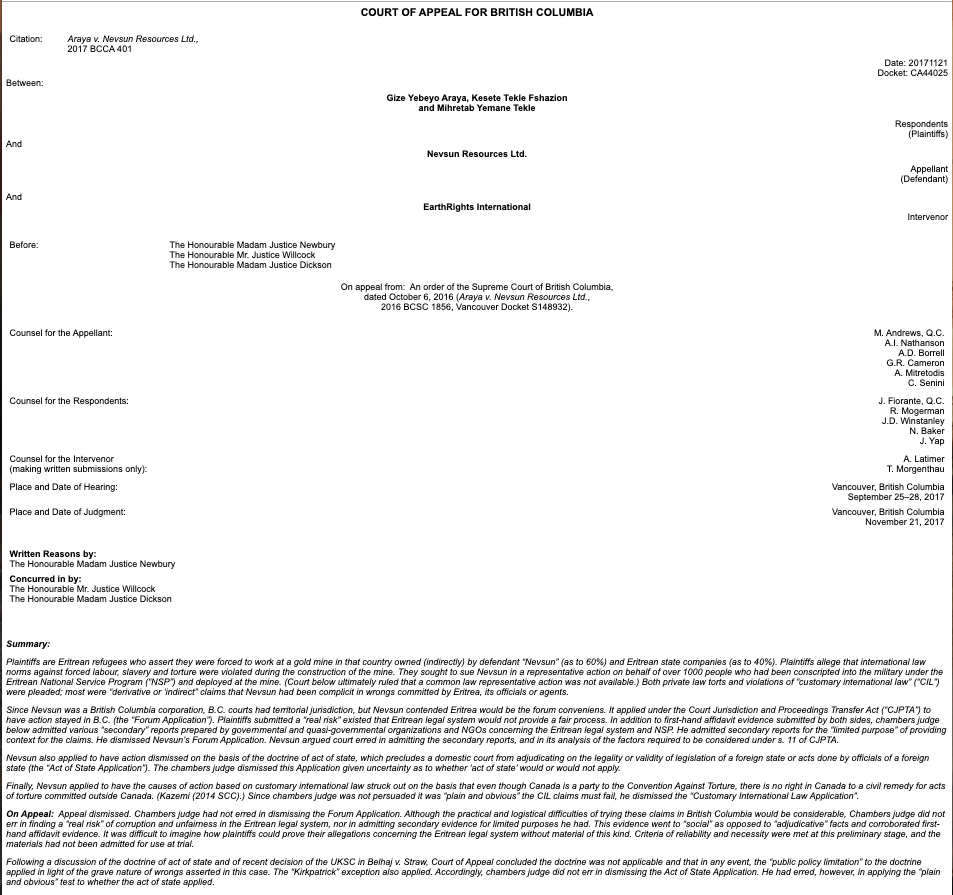 COURT OF APPEAL FOR BRITISH COLUMBIA
Citation: Araya v. Nevsun Resources Ltd.,
2017 BCCA 401
Date: 20171121
Docket: CA44025
Between:
Gize Yebeyo Araya, Kesete Tekle Fshazion
and Mihretab Yemane Tekle
Respondents
(Plaintiffs)
And
Nevsun Resources Ltd.
Appellant
(Defendant)
And
EarthRights International
Intervenor
Before: The Honourable Madam Justice Newbury
The Honourable Mr. Justice Willcock
The Honourable Madam Justice Dickson
On appeal from: An order of the Supreme Court of British Columbia,
dated October 6, 2016 (Araya v. Nevsun Resources Ltd.,
2016 BCSC 1856, Vancouver Docket S148932).
Counsel for the Appellant: M. Andrews, Q.C.
A.I. Nathanson
A.D. Borrell
G.R. Cameron
A. Mitretodis
C. Senini
Counsel for the Respondents: J. Fiorante, Q.C.
R. Mogerman
J.D. Winstanley
N. Baker
J. Yap
Counsel for the Intervenor A. Latimer
(making written submissions only): T. Morgenthau
Place and Date of Hearing: Vancouver, British Columbia
September 25–28, 2017
Place and Date of Judgment: Vancouver, British Columbia
November 21, 2017
Written Reasons by:
The Honourable Madam Justice Newbury
Concurred in by:
The Honourable Mr. Justice Willcock
The Honourable Madam Justice Dickson
Summary:
Plaintiffs are Eritrean refugees who assert they were forced to work at a gold mine in that country owned (indirectly) by defendant "Nevsun" (as to 60%) and Eritrean state companies (as to 40%). Plaintiffs allege that international law
norms against forced labour, slavery and torture were violated during the construction of the mine. They sought to sue Nevsun in a representative action on behalf of over 1000 people who had been conscripted into the military under the
Eritrean National Service Program ("NSP") and deployed at the mine. (Court below ultimately ruled that a common law representative action was not available.) Both private law torts and violations of "customary international law" ("CIL")
were pleaded; most were "derivative or 'indirect" claims that Nevsun had been complicit in wrongs committed by Eritrea, its officials or agents.
Since Nevsun was a British Columbia corporation, B.C. courts had territorial jurisdiction, but Nevsun contended Eritrea would be the forum conveniens. It applied under the Court Jurisdiction and Proceedings Transfer Act ("CJPTA") to
have action stayed in B.C. (the "Forum Application"). Plaintiffs submitted a "real risk" existed that Eritrean legal system would not provide a fair process. In addition to first-hand affidavit evidence submitted by both sides, chambers judge
below admitted various "secondary" reports prepared by governmental and quasi-governmental organizations and NGOs concerning the Eritrean legal system and NSP. He admitted secondary reports for the "limited purpose" of providing
context for the claims. He dismissed Nevsun's Forum Application. Nevsun argued court erred in admitting the secondary reports, and in its analysis of the factors required to be considered under s. 11 of CJPTA.
Nevsun also applied to have action dismissed on the basis of the doctrine of act of state, which precludes a domestic court from adjudicating on the legality or validity of legislation of a foreign state or acts done by officials of a foreign
state (the "Act of State Application"). The chambers judge dismissed this Application given uncertainty as to whether 'act of state' would or would not apply.
Finally, Nevsun applied to have the causes of action based on customary international law struck out on the basis that even though Canada is a party to the Convention Against Torture, there is no right in Canada to a civil remedy for acts
of torture committed outside Canada. (Kazemi (2014 SCC).) Since chambers judge was not persuaded it was "plain and obvious" the CIL claims must fail, he dismissed the "Customary International Law Application".
On Appeal: Appeal dismissed. Chambers judge had not erred in dismissing the Forum Application. Although the practical and logistical difficulties of trying these claims in British Columbia would be considerable, Chambers judge did not
err in finding a "real risk" of corruption and unfairness in the Eritrean legal system, nor in admitting secondary evidence for limited purposes he had. This evidence went to "social" as opposed to "adjudicative" facts and corroborated first-
hand affidavit evidence. It was difficult to imagine how plaintiffs could prove their allegations concerning the Eritrean legal system without material of this kind. Criteria of reliability and necessity were met at this preliminary stage, and the
materials had not been admitted for use at trial.
Following a discussion of the doctrine of act of state and of recent decision of the UKSC in Belhaj v. Straw, Court of Appeal concluded the doctrine was not applicable and that in any event, the "public policy limitation" to the doctrine
applied in light of the grave nature of wrongs asserted in this case. The "Kirkpatrick" exception also applied. Accordingly, chambers judge did not err in dismissing the Act of State Application. He had erred, however, in applying the "plain
and obvious" test to whether the act of state applied.